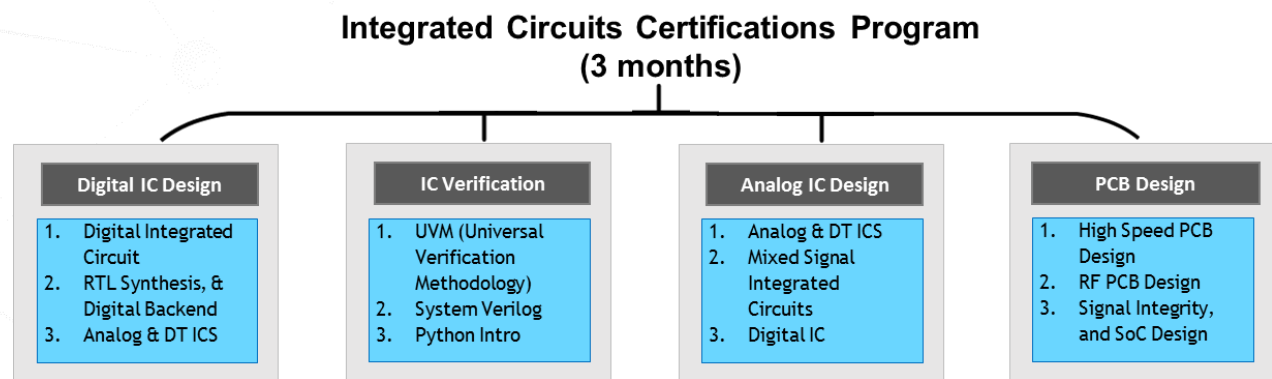 Integrated Circuits Certifications Program
(3 months)
Digital IC Design
1. Digital Integrated
Circuit
2. RTL Synthesis, &
Digital Backend
3. Analog & DT ICS
IC Verification
1. UVM (Universal
Verification
Methodology)
2. System Verilog
3. Python Intro
Analog IC Design
1. Analog & DT ICS
2. Mixed Signal
Integrated
Circuits
3. Digital IC
PCB Design
1. High Speed PCB
Design
2. RF PCB Design
3. Signal Integrity,
and SoC Design